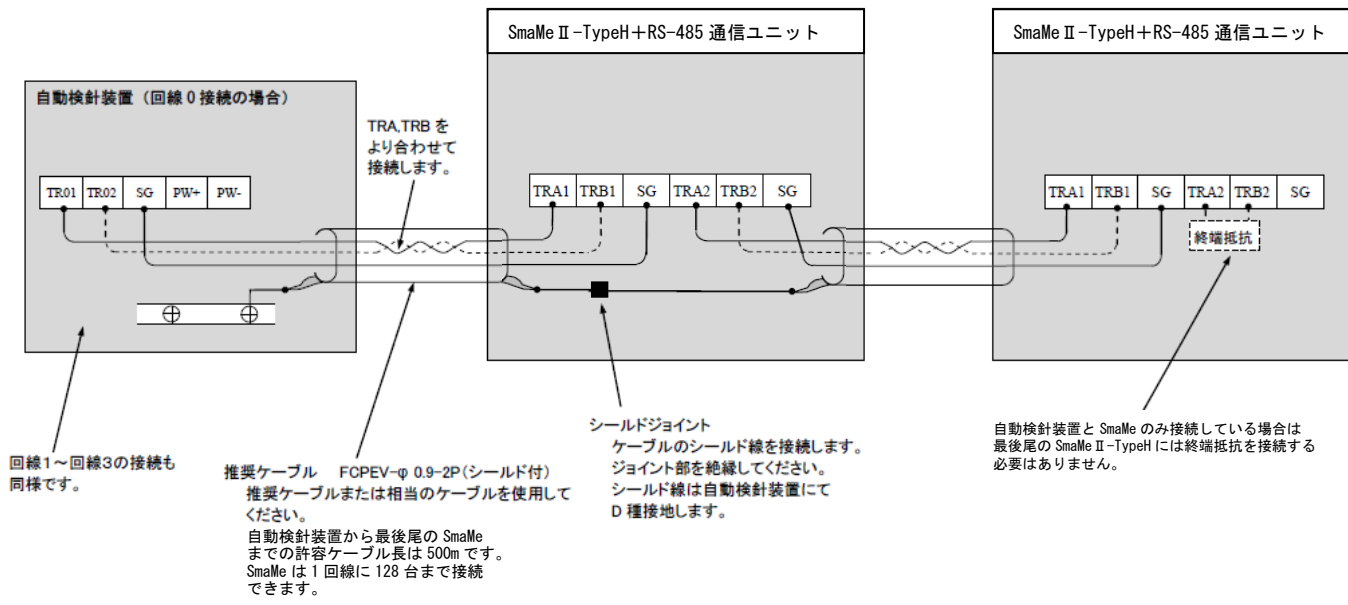 SmaMeⅡ-TypeH+RS-485 通信ユニット
SmaMeⅡ-TypeH+RS-485 通信ユニット
自動検針装置（回線 0 接続の場合）
TRA,TRB を
より合わせて
接続します。
TR01 TR02 SG PW+ PW-
TRA1 TRB1 SG TRA2 TRB2 SG
TRA1 TRB1 SG TRA2 TRB2 SG
終端抵抗
回線1～回線3の接続も
同様です。
推奨ケーブル FCPEV-φ 0.9-2P(シールド付)
推奨ケーブルまたは相当のケーブルを使用して
ください。
自動検針装置から最後尾の SmaMe
までの許容ケーブル長は 500m です。
SmaMe は 1 回線に 128 台まで接続
できます。
シールドジョイント
ケーブルのシールド線を接続します。
ジョイント部を絶縁してください。
シールド線は自動検針装置にて
D 種接地します。
自動検針装置と SmaMe のみ接続している場合は
最後尾の SmaMeⅡ-TypeH には終端抵抗を接続する
必要はありません。